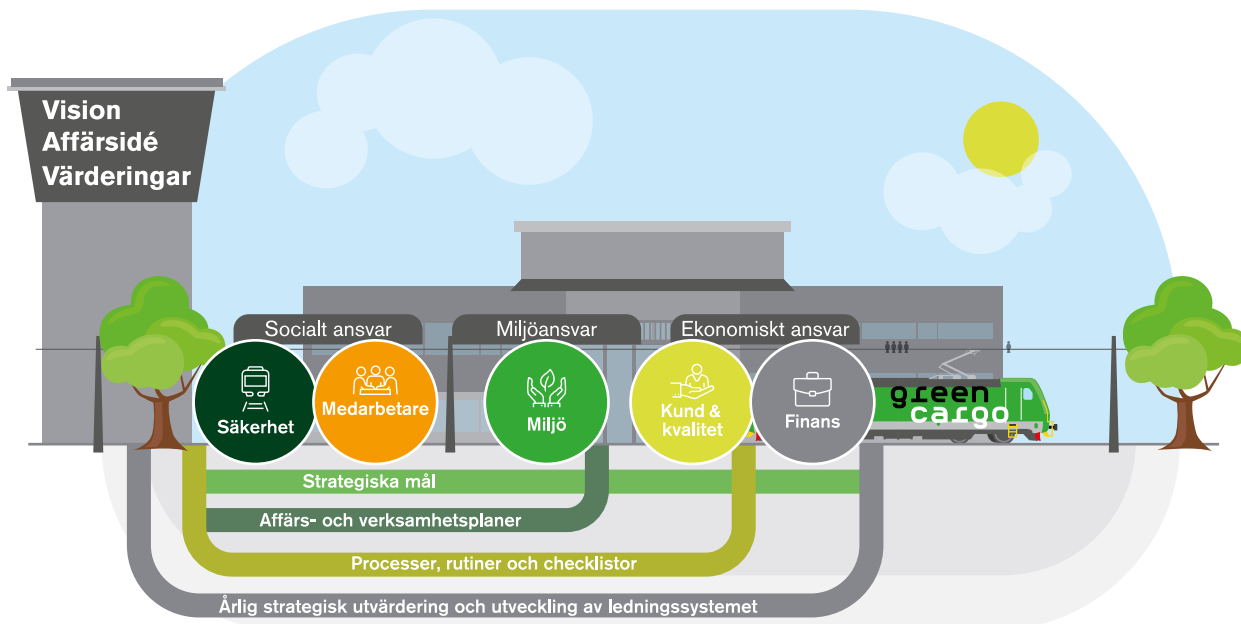 Vision
Affärsidé
Värderingar
Socialt ansvar
Miljöansvar
Ekonomiskt ansvar
Säkerhet
Medarbetare
Miljö
Kund &
kvalitet
Finans
green
cargo
Strategiska mål
Affärs- och verksamhetsplaner
Processer, rutiner och checklistor
Årlig strategisk utvärdering och utveckling av ledningssystemet